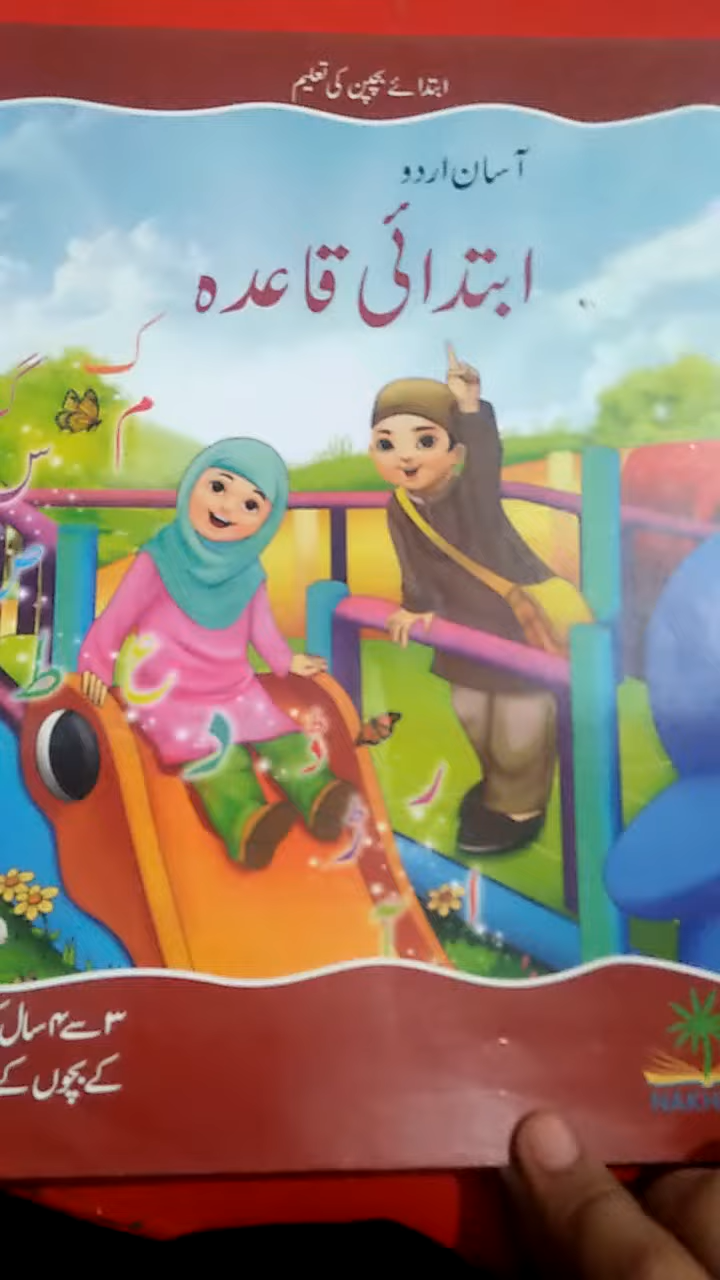 ابتدائے بچپن کی تعلیم
آسان اردو
ابتدائی قاعدہ
ک
گ
م
س
ص
ط
ع
د
ڈ
ر
ڑ
ا
آ
۳ سے ۴ سال
کے بچوں کے